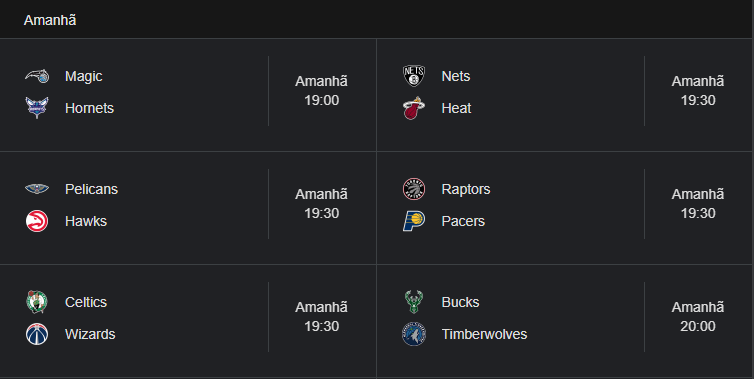 Amanhã
Magic
Hornets
Amanhã
19:00
NETS
Nets
Heat
Amanhã
19:30
Pelicans
Hawks
Amanhã
19:30
Raptors
Pacers
Amanhã
19:30
Celtics
Wizards
Amanhã
19:30
Bucks
Timberwolves
Amanhã
20:00